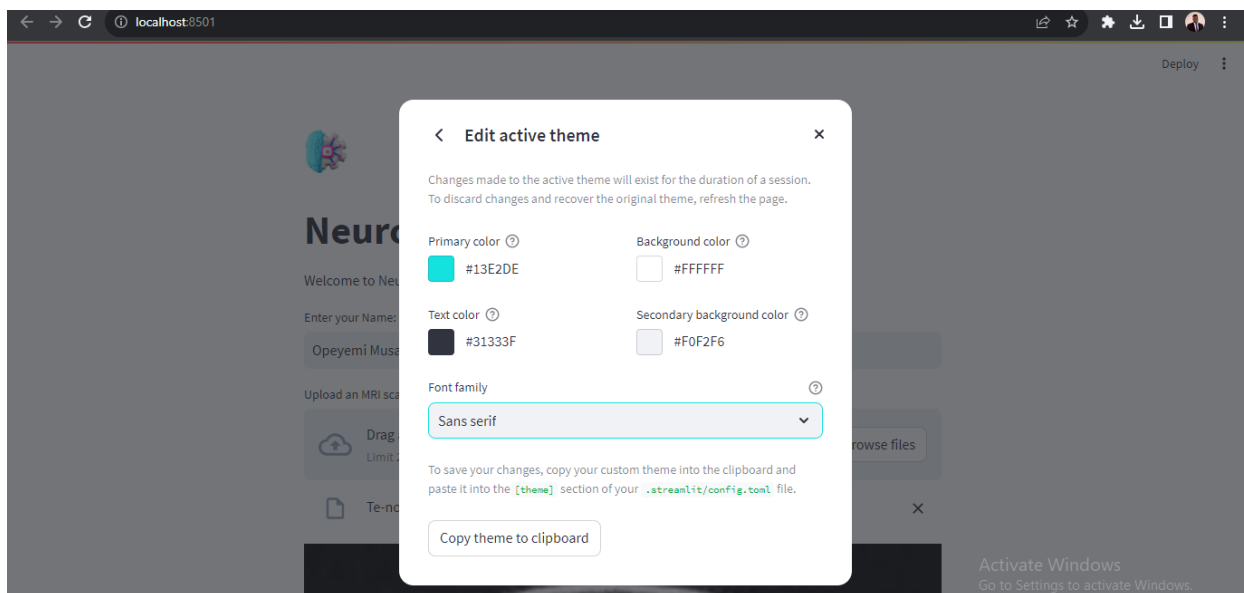 localhost:8501
Deploy
Edit active theme
Changes made to the active theme will exist for the duration of a session.
To discard changes and recover the original theme, refresh the page.
Neuro
Primary color
Background color
#13E2DE
#FFFFFF
Welcome to Neu
Enter your Name:
Text color
Secondary background color
#31333F
#F0F2F6
Opeyemi Musa
Upload an MRI sca
Font family
Sans serif
Drag
Limit 2
rowse files
To save your changes, copy your custom theme into the clipboard and
paste it into the [theme] section of your .streamlit/config.toml file.
Te-no
Copy theme to clipboard
Activate Windows
Go to Settings to activate Windows.